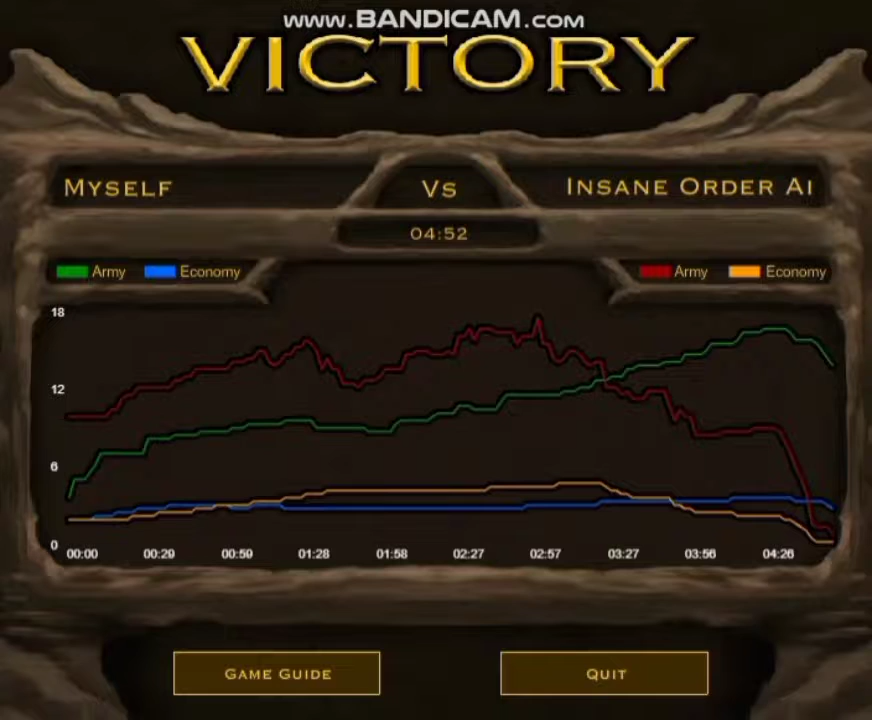 www.BANDICAM.com
VICTORY
MYSELF Vs INSANE ORDER AI
04:52
Army Economy Army Economy
18
12
6
0
00:00 00:29 00:59 01:28 01:58 02:27 02:57 03:27 03:56 04:26
GAME GUIDE QUIT